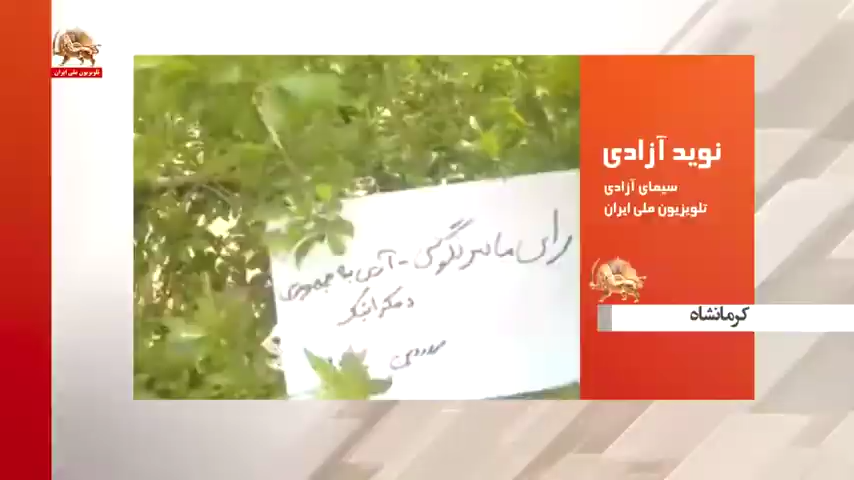 تلویزیون ملی ایران
نوید آزادی
سیمای آزادی
تلویزیون ملی ایران
کرمانشاه
رای ما سرنگونی - آری به جمهوری
دمکراتیک